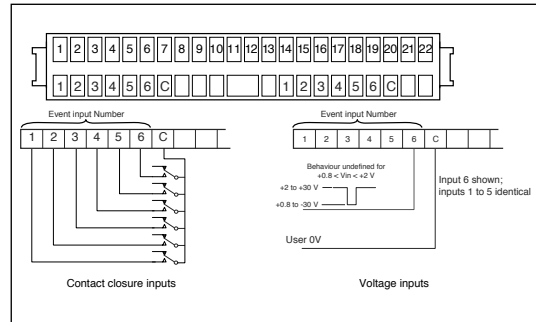 1 2 3 4 5 6 7 8 9 10 11 12 13 14 15 16 17 18 19 20 21 22
1 2 3 4 5 6 C 1 2 3 4 5 6 C
Event input Number
1 2 3 4 5 6 C
Contact closure inputs
Event input Number
1 2 3 4 5 6 C
Behaviour undefined for
+0.8 < Vin < +2 V
+2 to +30 V
+0.8 to -30 V
Input 6 shown;
inputs 1 to 5 identical
User 0V
Voltage inputs